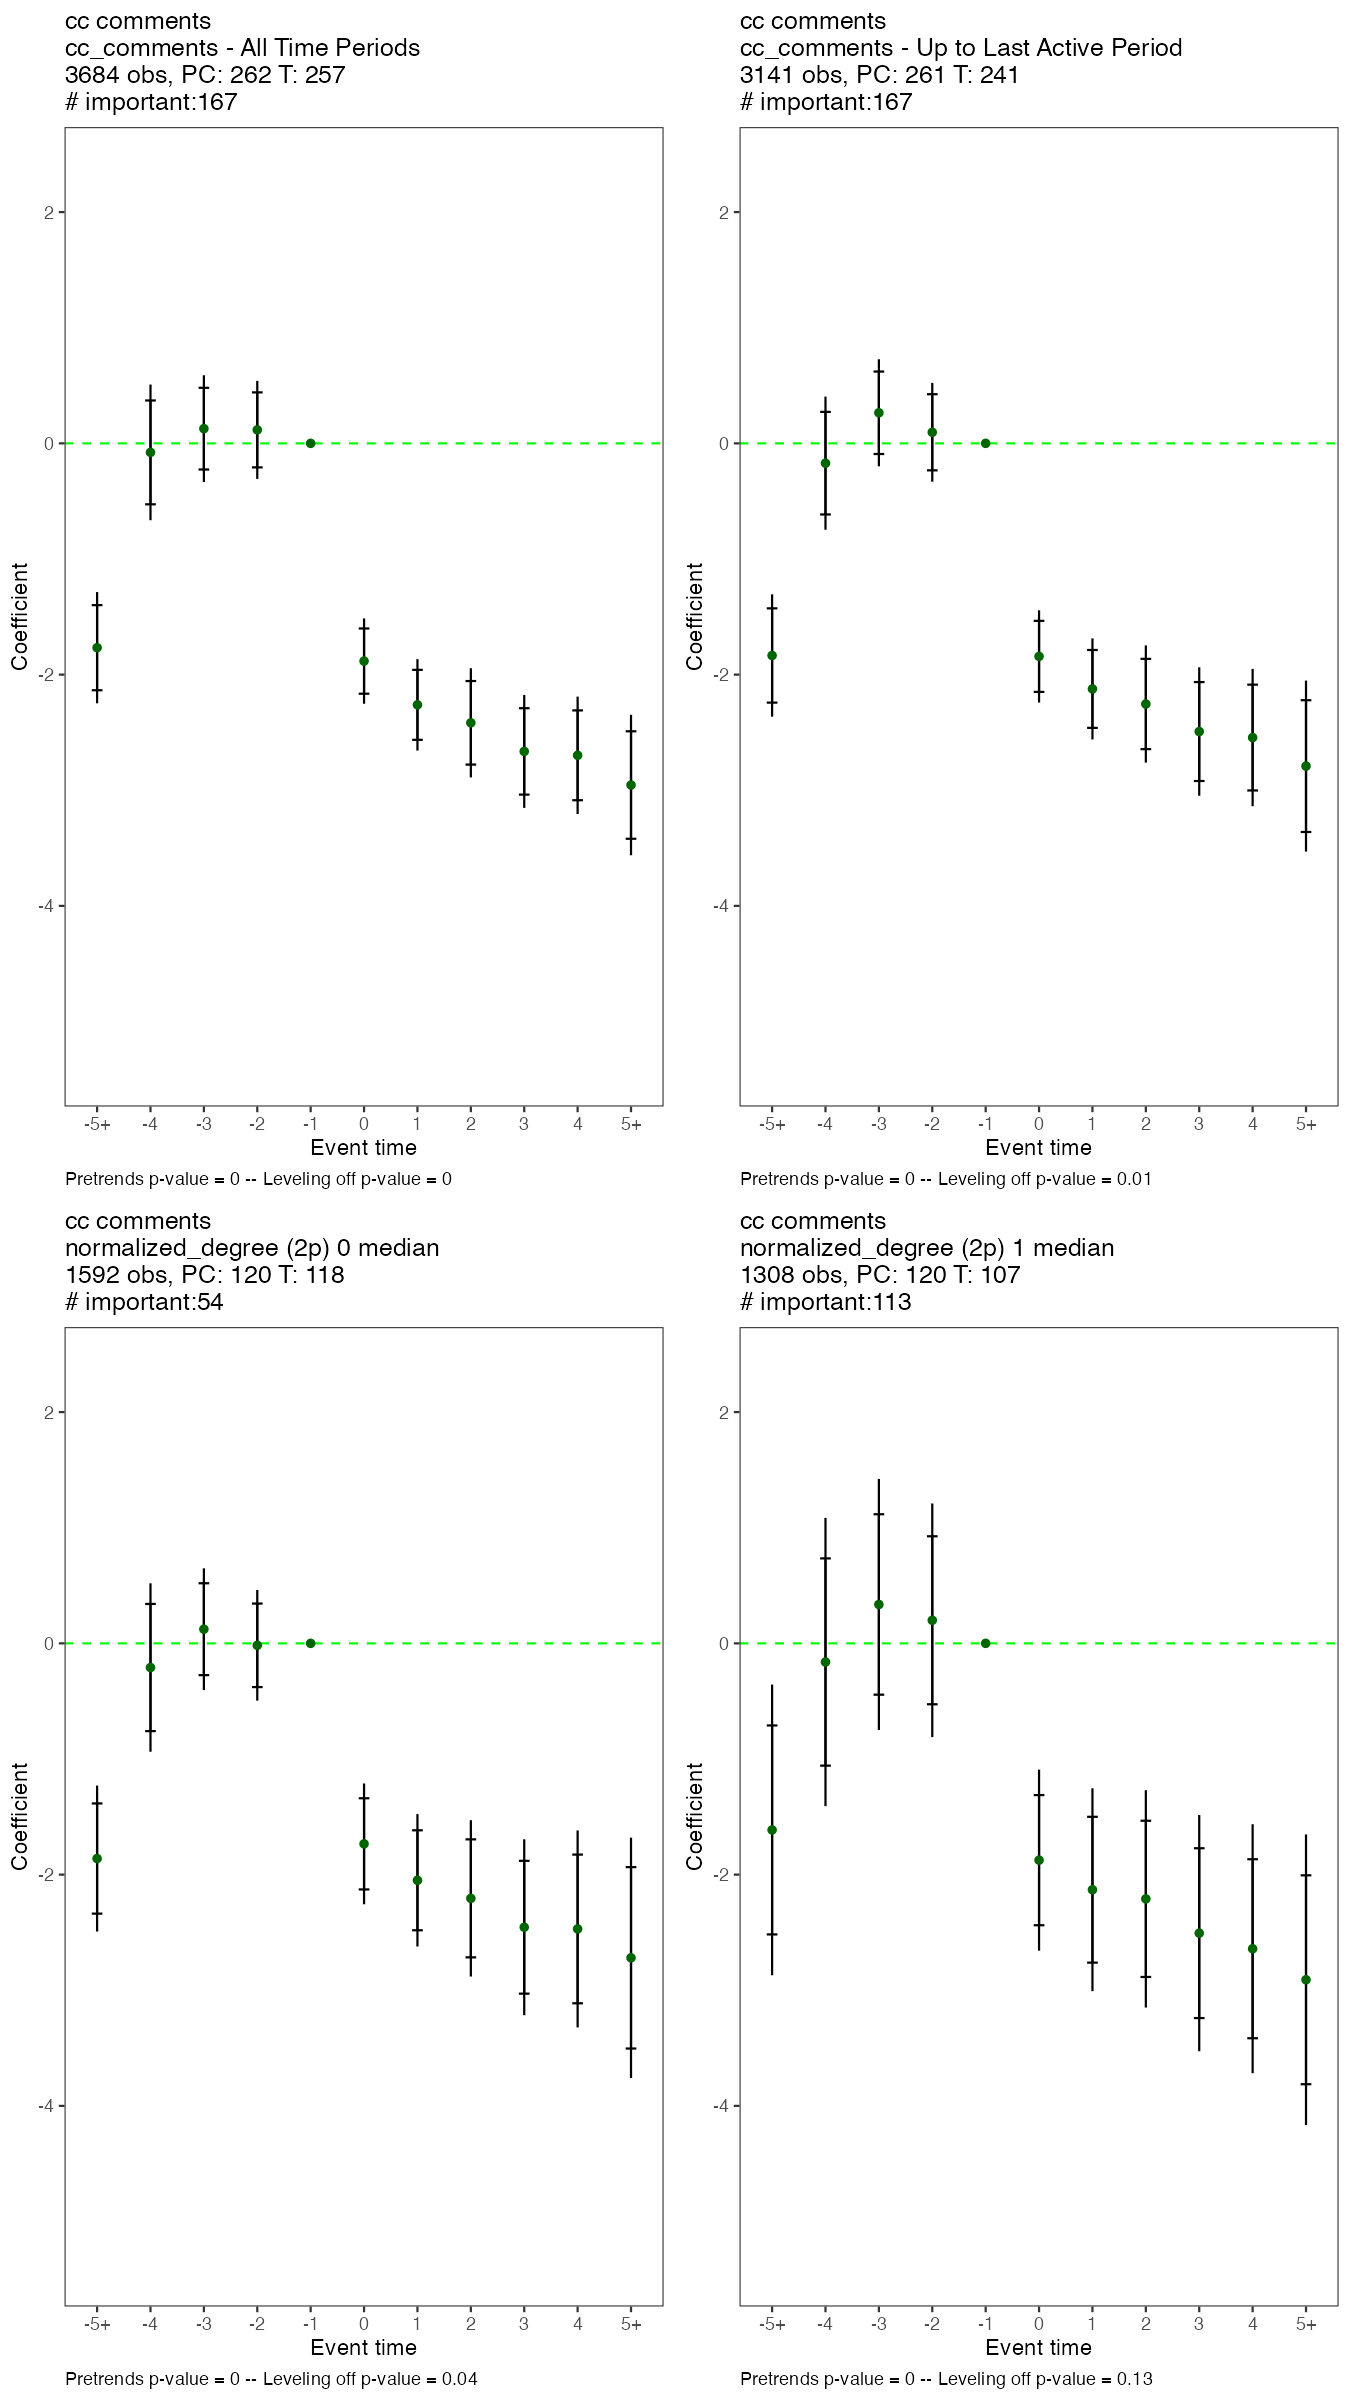 cc comments
cc_comments - All Time Periods
3684 obs, PC: 262 T: 257
# important:167
2
0
-2
-4
Coefficient
-5+ -4 -3 -2 -1 0 1 2 3 4 5+
Event time
Pretrends p-value = 0 -- Leveling off p-value = 0
cc comments
cc_comments - Up to Last Active Period
3141 obs, PC: 261 T: 241
# important:167
2
0
-2
-4
Coefficient
-5+ -4 -3 -2 -1 0 1 2 3 4 5+
Event time
Pretrends p-value = 0 -- Leveling off p-value = 0.01
cc comments
normalized_degree (2p) 0 median
1592 obs, PC: 120 T: 118
# important:54
2
0
-2
-4
Coefficient
-5+ -4 -3 -2 -1 0 1 2 3 4 5+
Event time
Pretrends p-value = 0 -- Leveling off p-value = 0.04
cc comments
normalized_degree (2p) 1 median
1308 obs, PC: 120 T: 107
# important:113
2
0
-2
-4
Coefficient
-5+ -4 -3 -2 -1 0 1 2 3 4 5+
Event time
Pretrends p-value = 0 -- Leveling off p-value = 0.13